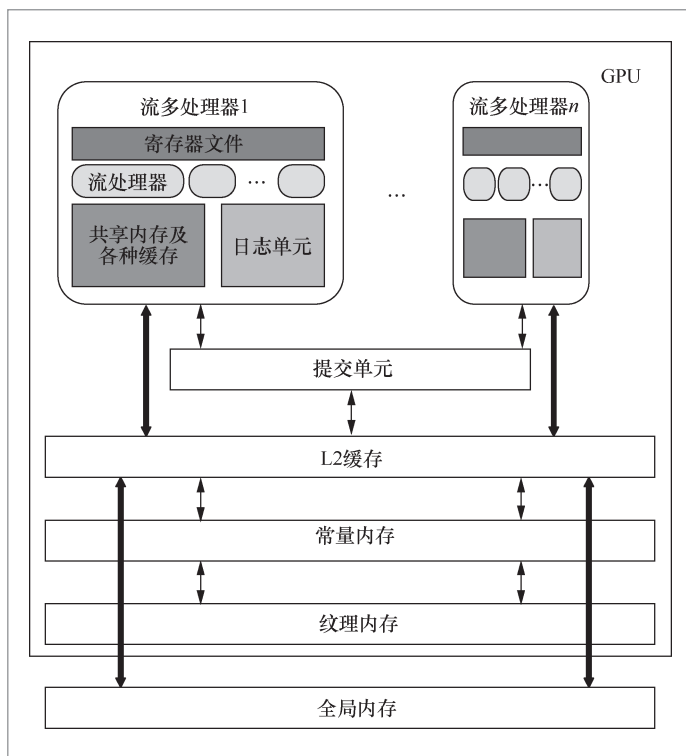 GPU
流多处理器1
流多处理器n
寄存器文件
流处理器
…
…
…
共享内存及
各种缓存
日志单元
提交单元
L2缓存
常量内存
纹理内存
全局内存